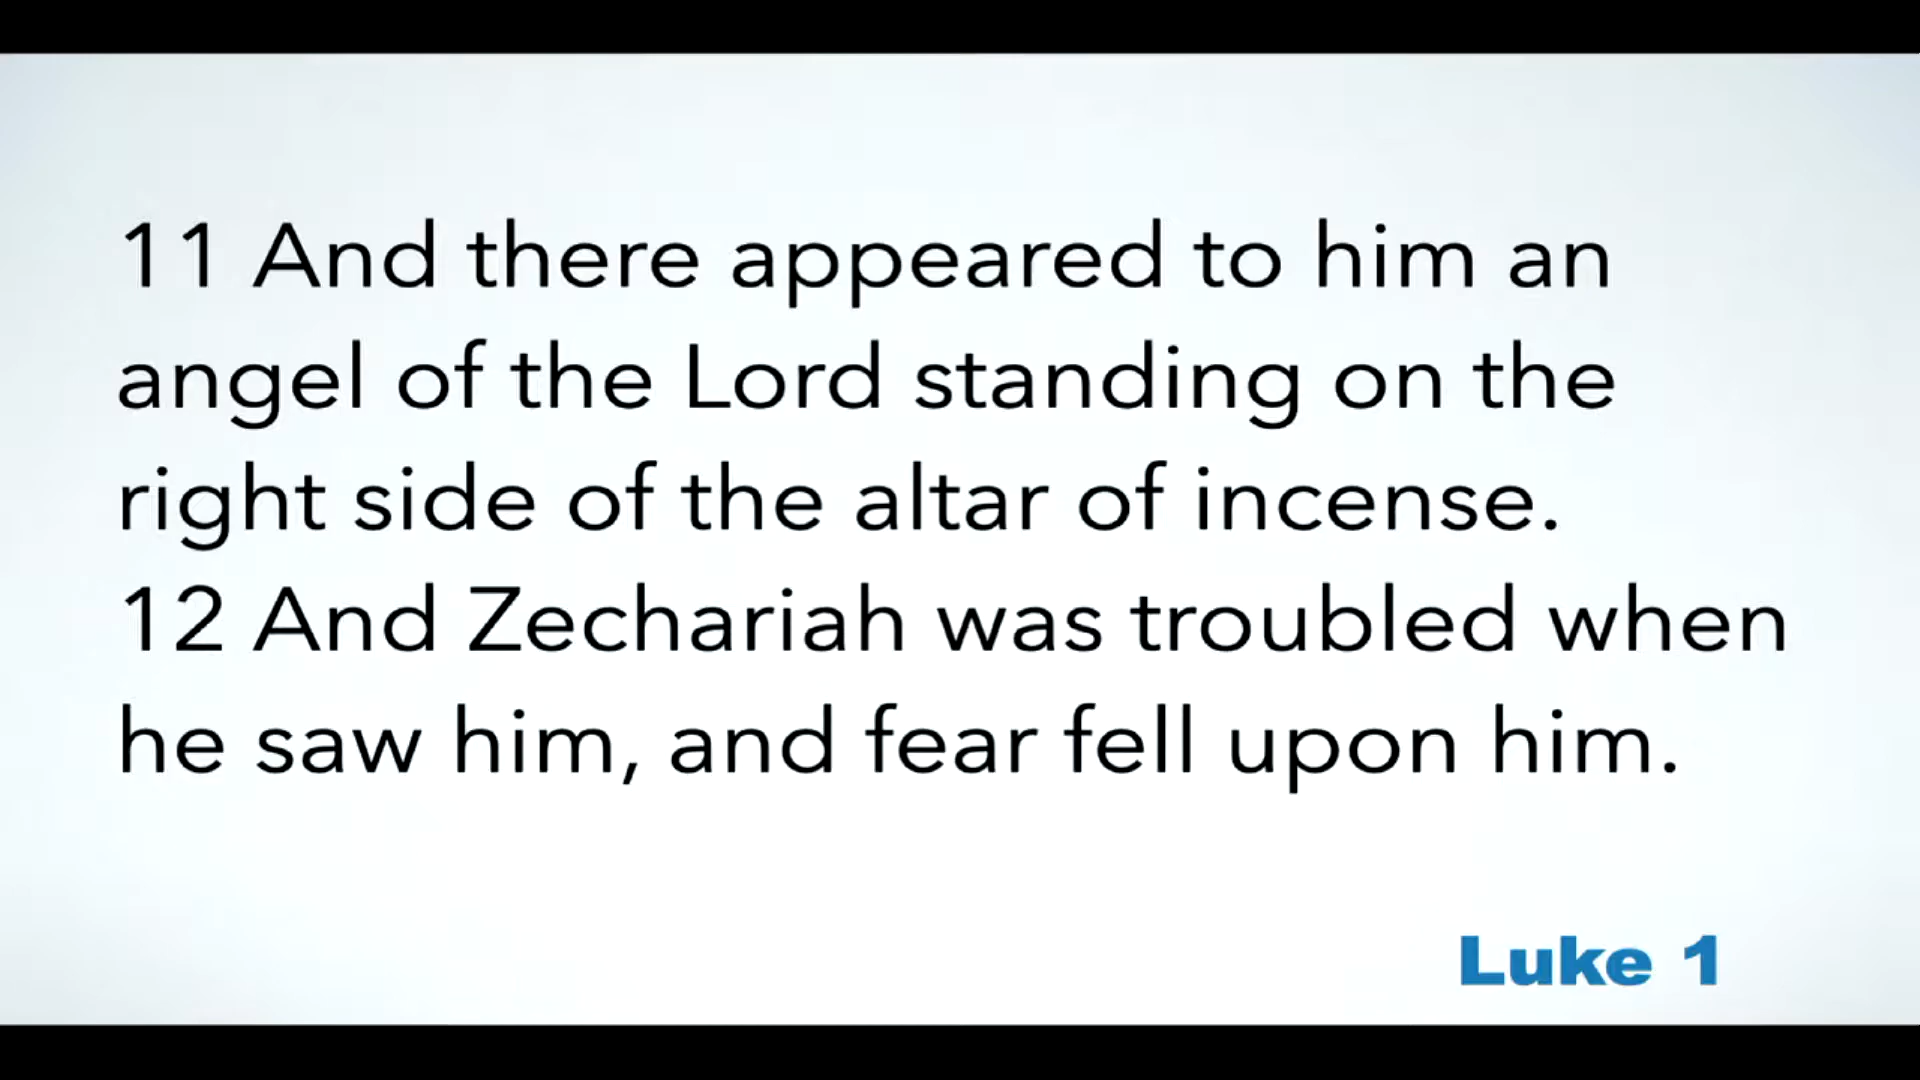 11 And there appeared to him an
angel of the Lord standing on the
right side of the altar of incense.
12 And Zechariah was troubled when
he saw him, and fear fell upon him.
Luke 1